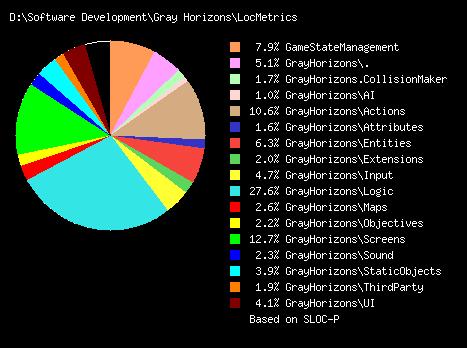 D:\Software Development\Gray Horizons\LocMetrics
7.9% GameStateManagement
5.1% GrayHorizons\.
1.7% GrayHorizons.CollisionMaker
1.0% GrayHorizons\AI
10.6% GrayHorizons\Actions
1.6% GrayHorizons\Attributes
6.3% GrayHorizons\Entities
2.0% GrayHorizons\Extensions
4.7% GrayHorizons\Input
27.6% GrayHorizons\Logic
2.6% GrayHorizons\Maps
2.2% GrayHorizons\Objectives
12.7% GrayHorizons\Screens
2.3% GrayHorizons\Sound
3.9% GrayHorizons\StaticObjects
1.9% GrayHorizons\ThirdParty
4.1% GrayHorizons\UI
Based on SLOC-P